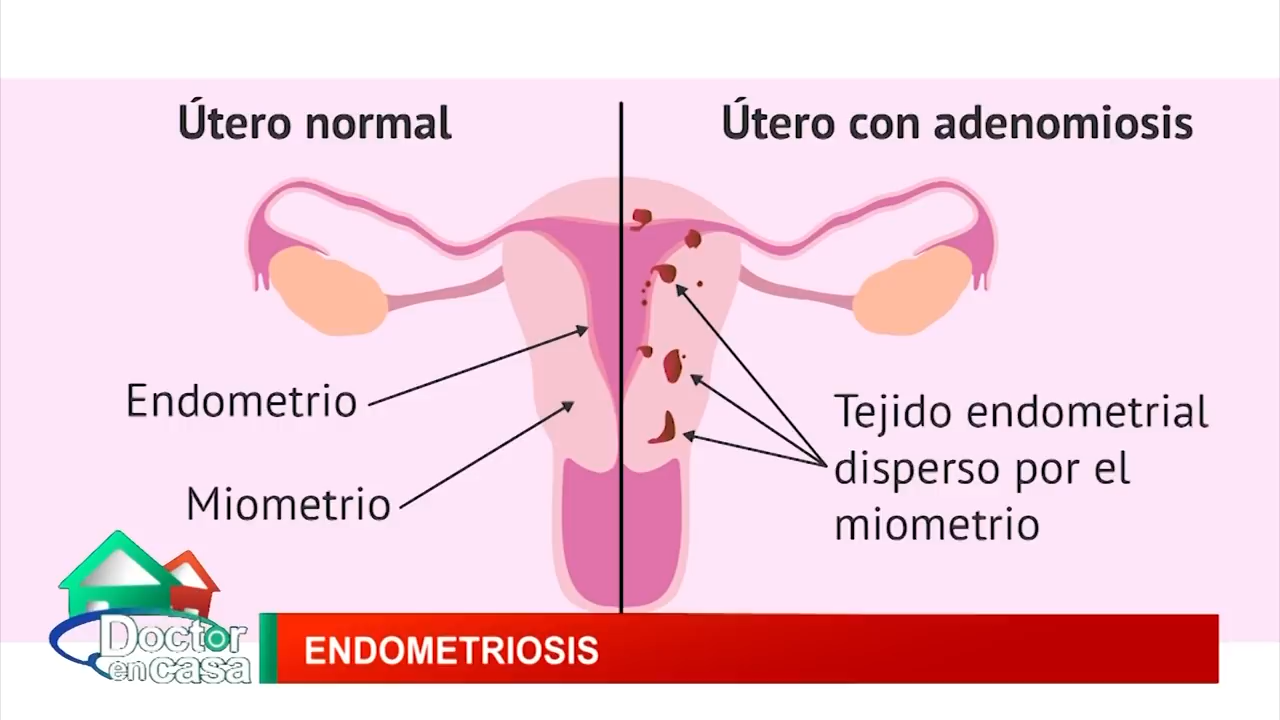 Útero normal
Útero con adenomiosis
Endometrio
Miometrio
Tejido endometrial
disperso por el
miometrio
Doctor
en casa
ENDOMETRIOSIS